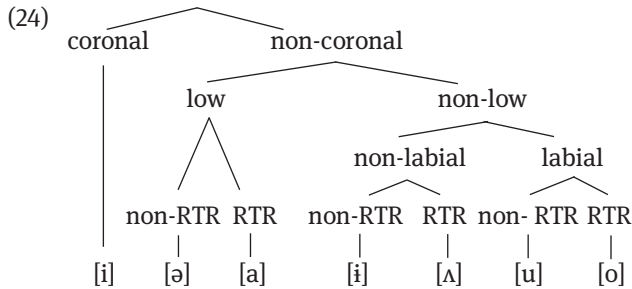 (24)
coronal non-coronal
low non-low
non-labial labial
non-RTR RTR non-RTR RTR non- RTR RTR
[i] [ə] [a] [ɨ] [ʌ] [u] [o]